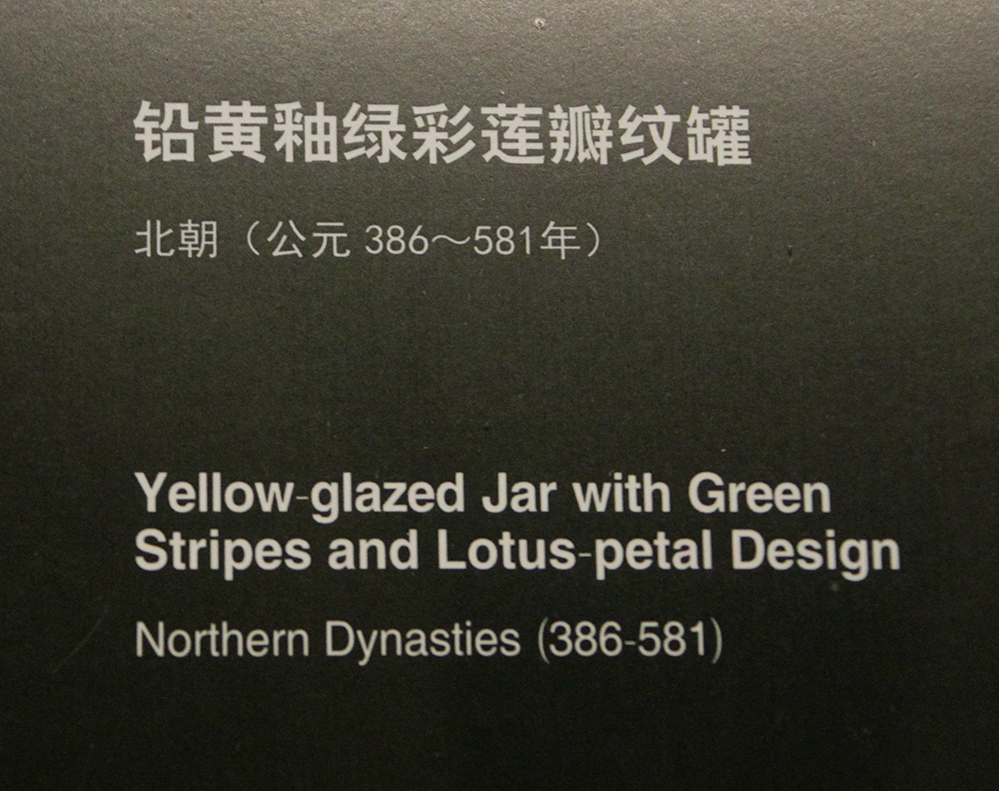 铅黄釉绿彩莲瓣纹罐
北朝（公元 386～581年）
Yellow-glazed Jar with Green
Stripes and Lotus-petal Design
Northern Dynasties (386-581)